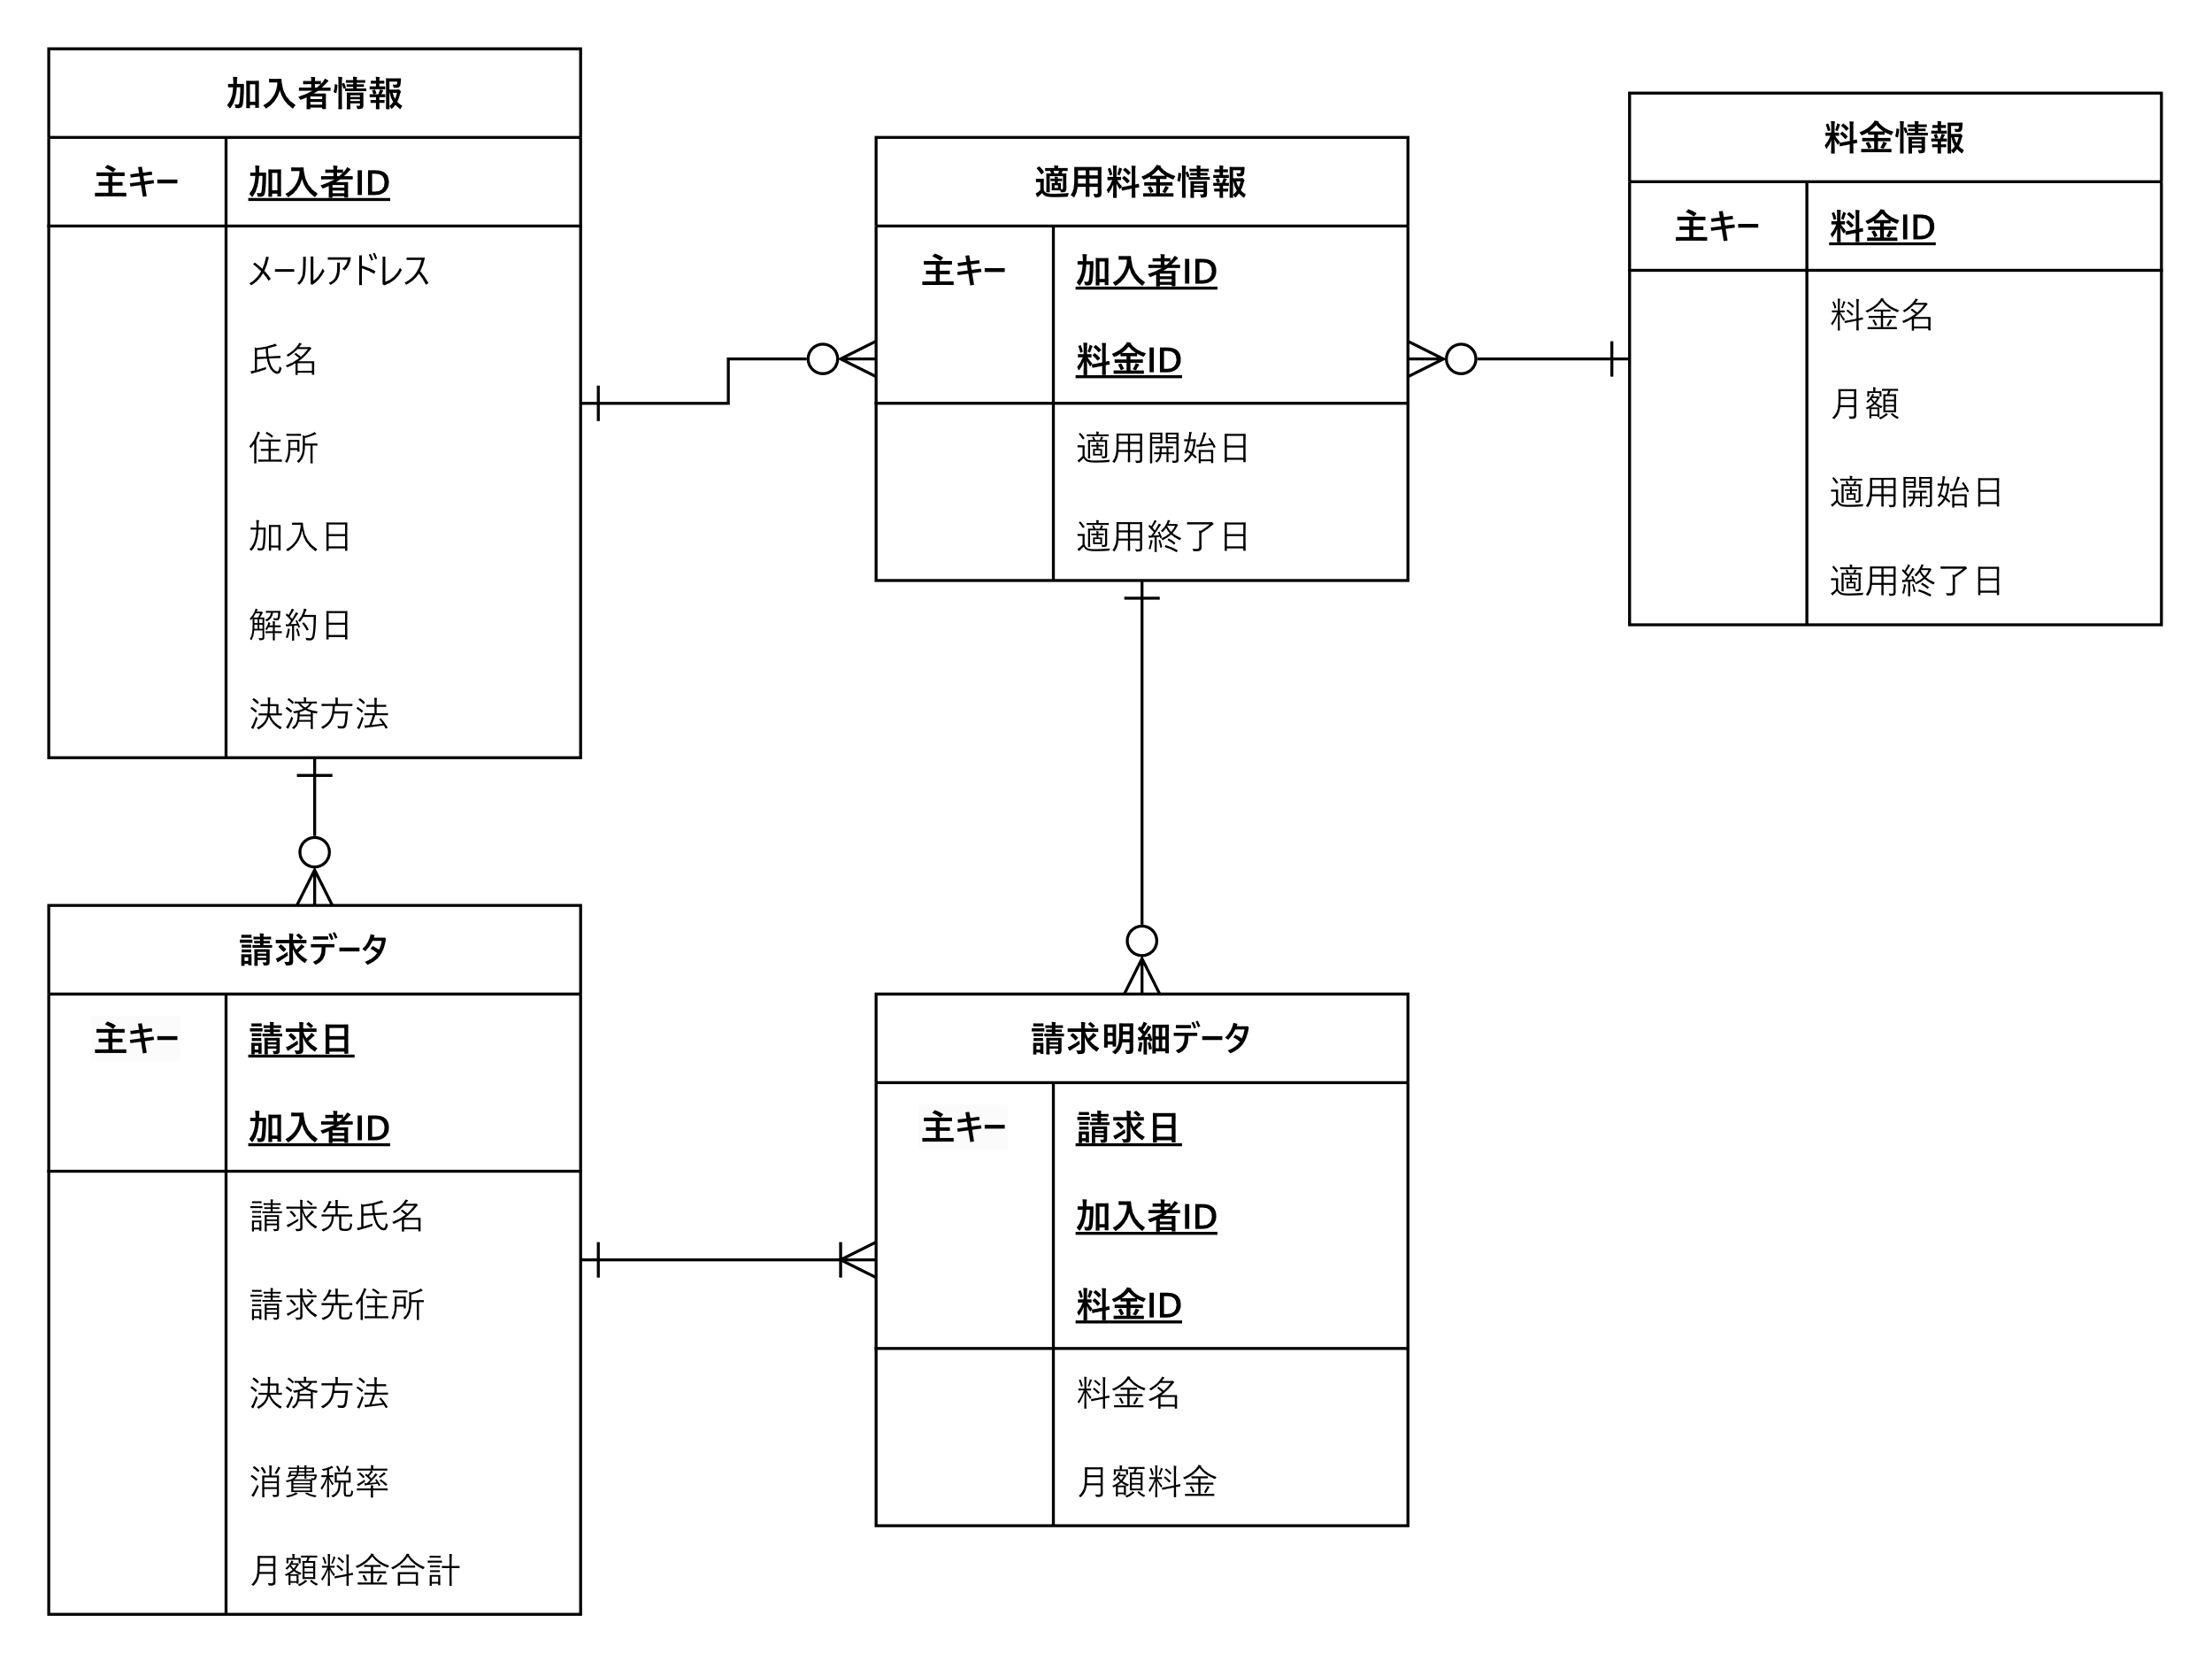 加入者情報
主キー 加入者ID
メールアドレス
氏名
住所
加入日
解約日
決済方法
適用料金情報
主キー 加入者ID
料金ID
適用開始日
適用終了日
料金情報
主キー 料金ID
料金名
月額
適用開始日
適用終了日
請求データ
主キー 請求日
加入者ID
請求先氏名
請求先住所
決済方法
消費税率
月額料金合計
請求明細データ
主キー 請求日
加入者ID
料金ID
料金名
月額料金